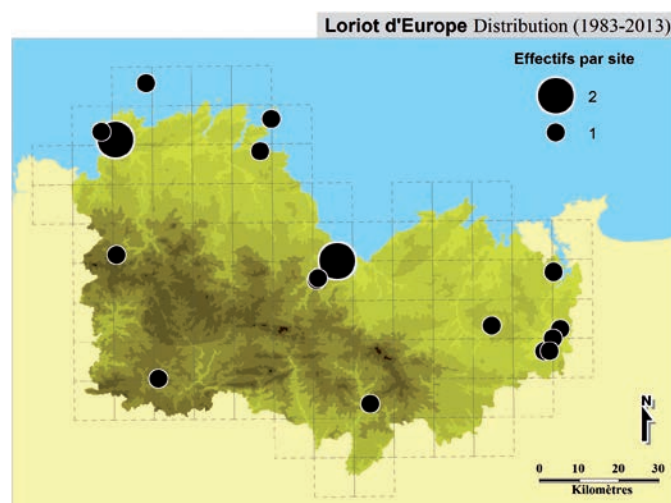 Loriot d'Europe Distribution (1983-2013)
Effectifs par site
2
1
N
0 10 20 30
Kilomètres